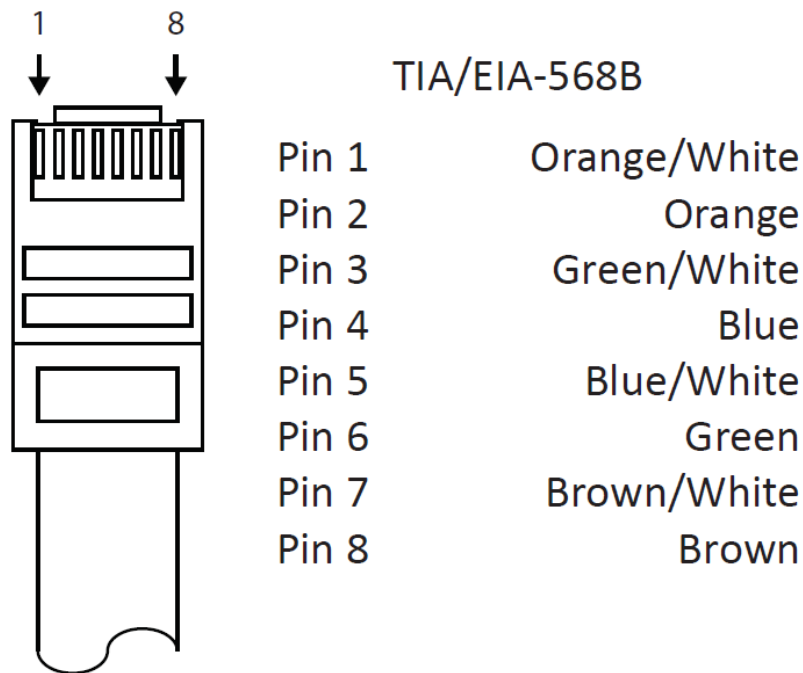 1 8
TIA/EIA-568B
Pin 1 Orange/White
Pin 2 Orange
Pin 3 Green/White
Pin 4 Blue
Pin 5 Blue/White
Pin 6 Green
Pin 7 Brown/White
Pin 8 Brown